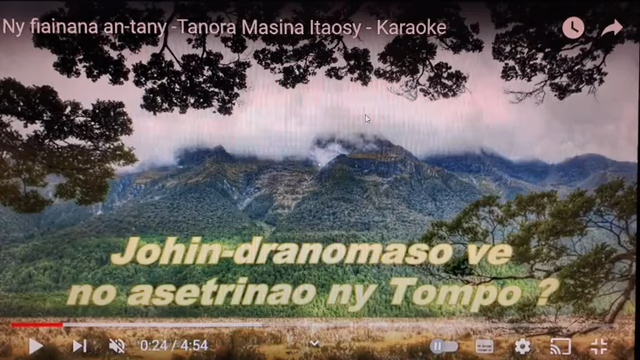 Ny fiainana an-tany -Tanora Masina Itaosy - Karaoke
Johin-dranomaso ve
no asetrinao ny Tompo ?
0:24 / 4:54